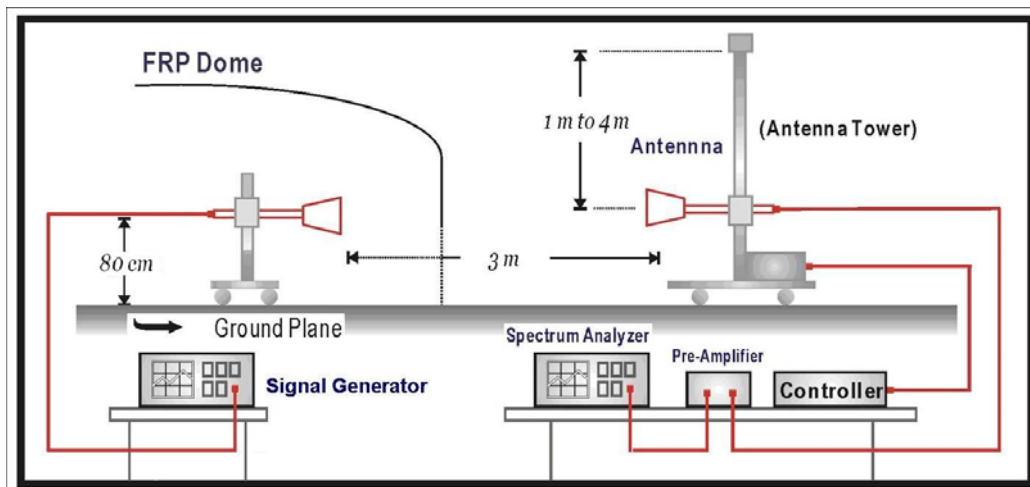 FRP Dome
1 m to 4 m
(Antenna Tower)
Antennna
80 cm
3 m
Ground Plane
Spectrum Analyzer
Pre-Amplifier
Signal Generator
Controller